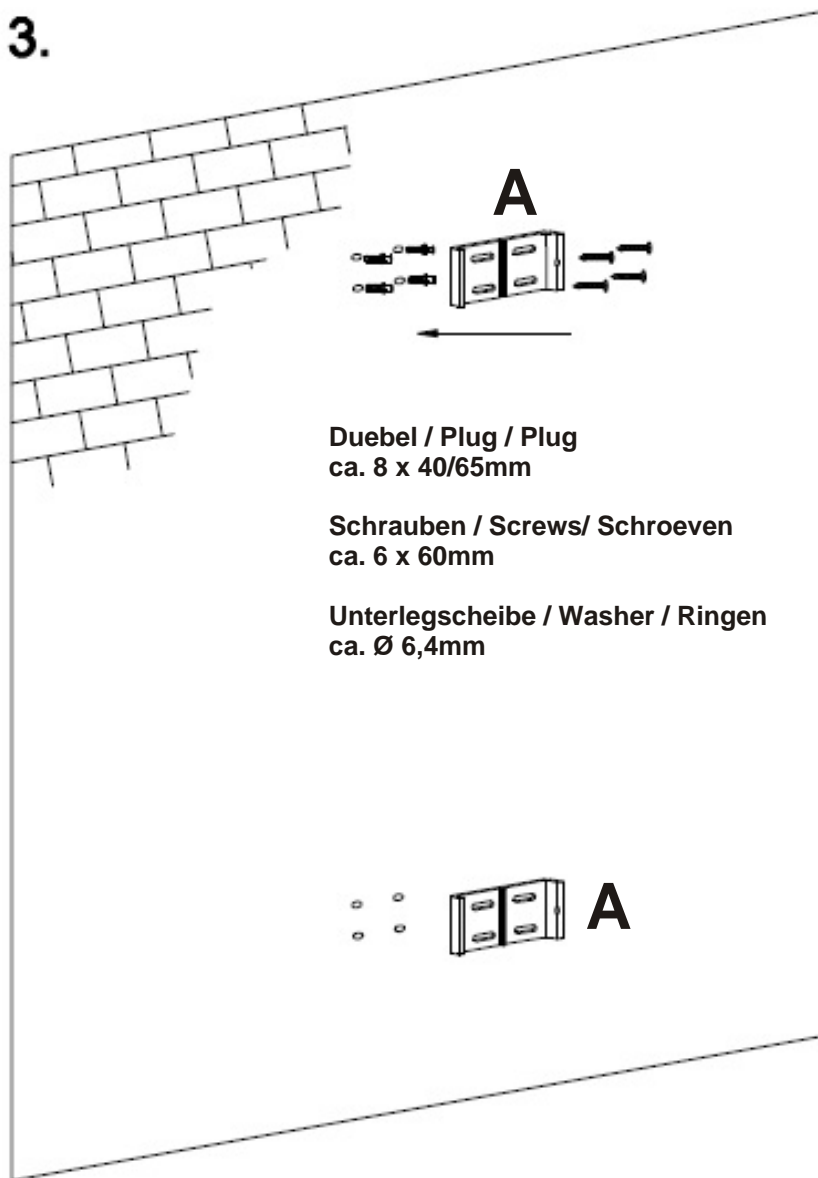 3.
A
Duebel / Plug / Plug
ca. 8 x 40/65mm
Schrauben / Screws/ Schroeven
ca. 6 x 60mm
Unterlegscheibe / Washer / Ringen
ca. Ø 6,4mm
A